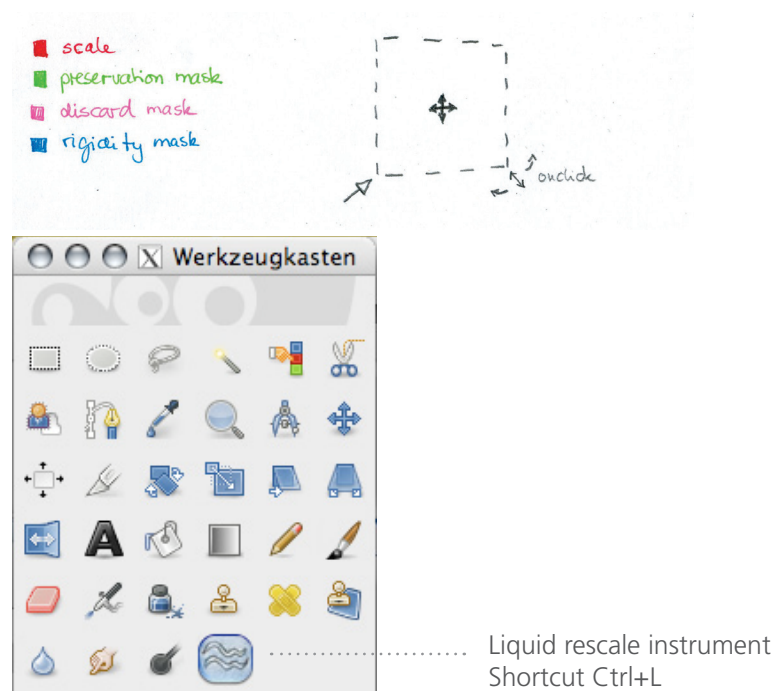 scale
preservation mask
discard mask
rigidity mask
onclick
X Werkzeugkasten
A
Liquid rescale instrument
Shortcut Ctrl+L